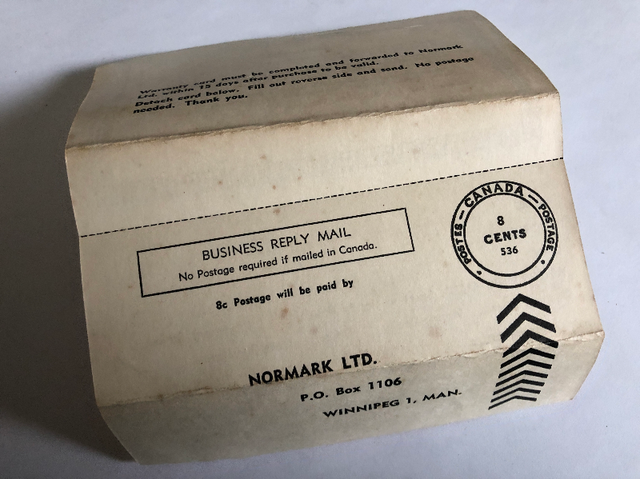 Warranty card must be completed and forwarded to Normark
Ltd. within 15 days after purchase to be valid.
Detach card below. Fill out reverse side and send. No postage
needed. Thank you.
BUSINESS REPLY MAIL
No Postage required if mailed in Canada.
8c Postage will be paid by
POSTES — CANADA — POSTAGE
8
CENTS
536
NORMARK LTD.
P.O. Box 1106
WINNIPEG 1, MAN.